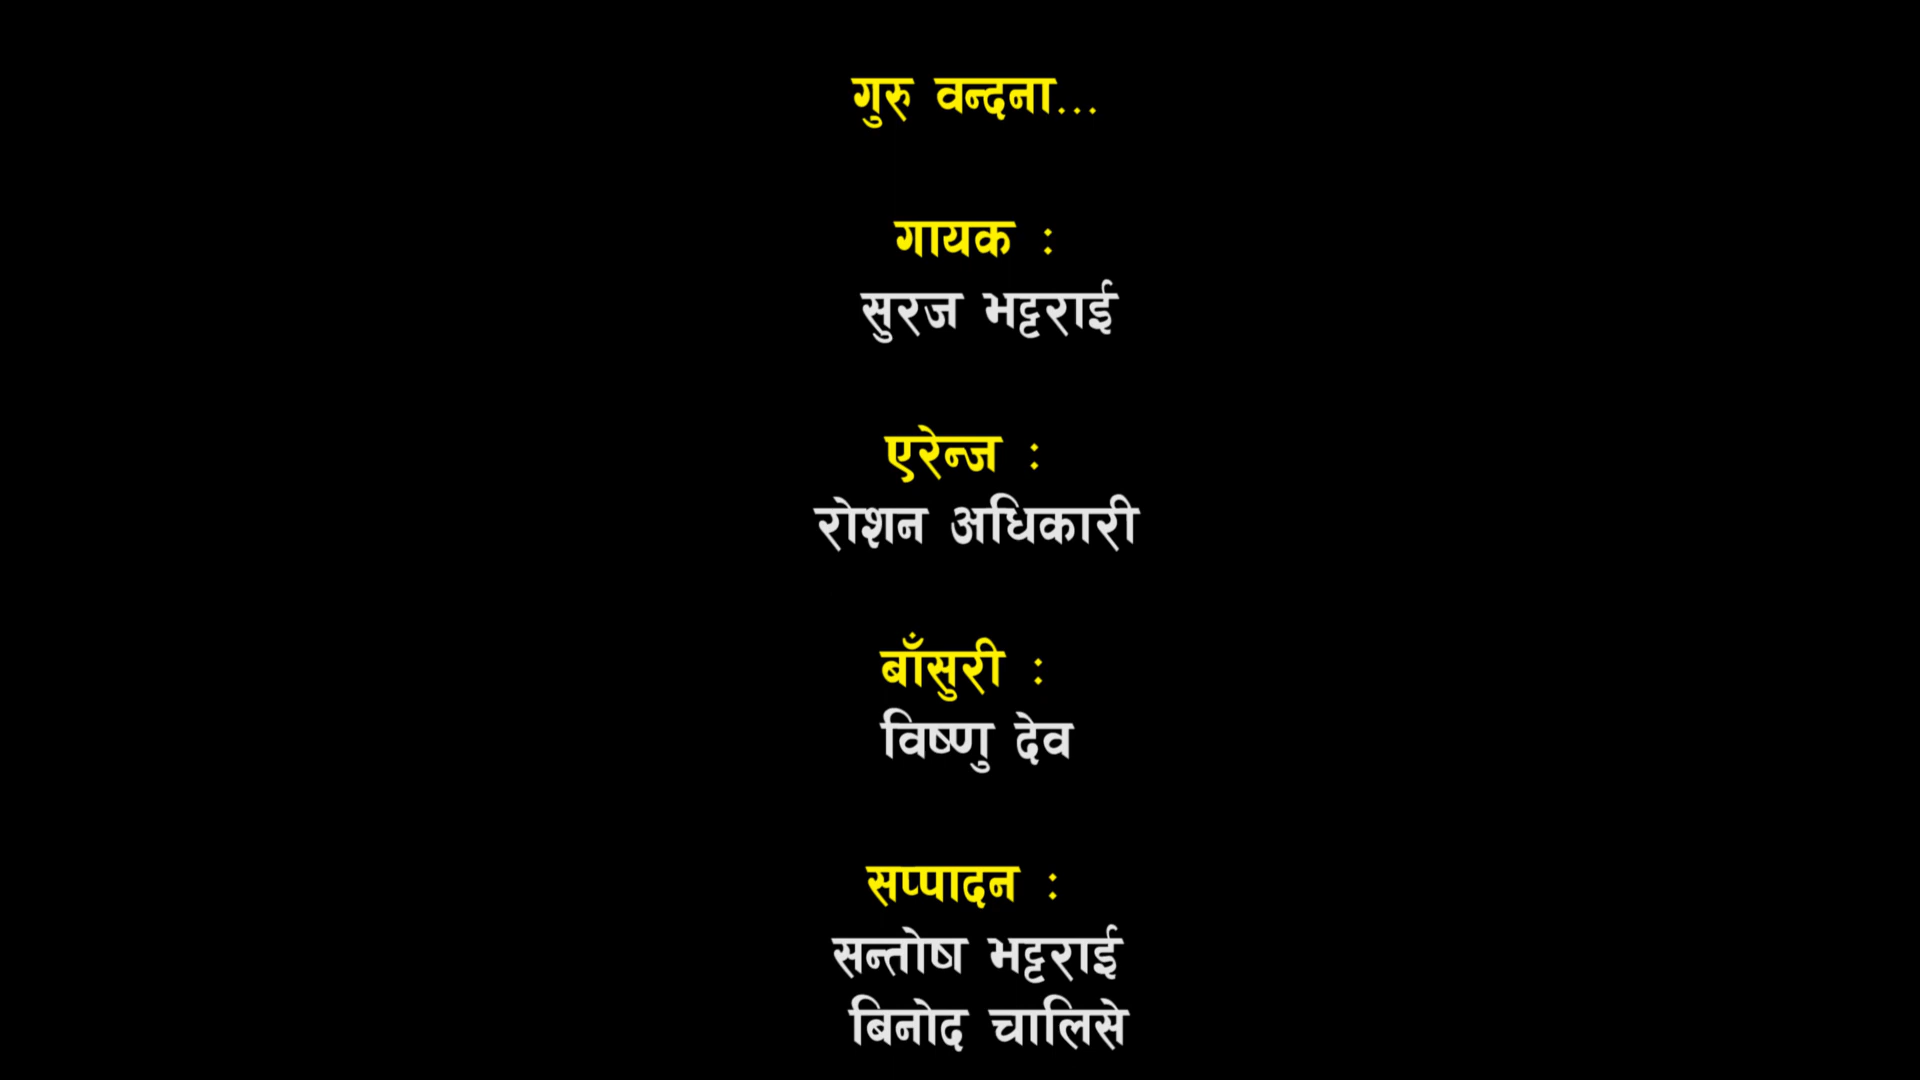 गुरु वन्दना...
गायक :
सुरज भट्टराई
एरेन्ज :
रोशन अधिकारी
बाँसुरी :
विष्णु देव
सप्पादन :
सन्तोष भट्टराई
बिनोद चालिसे